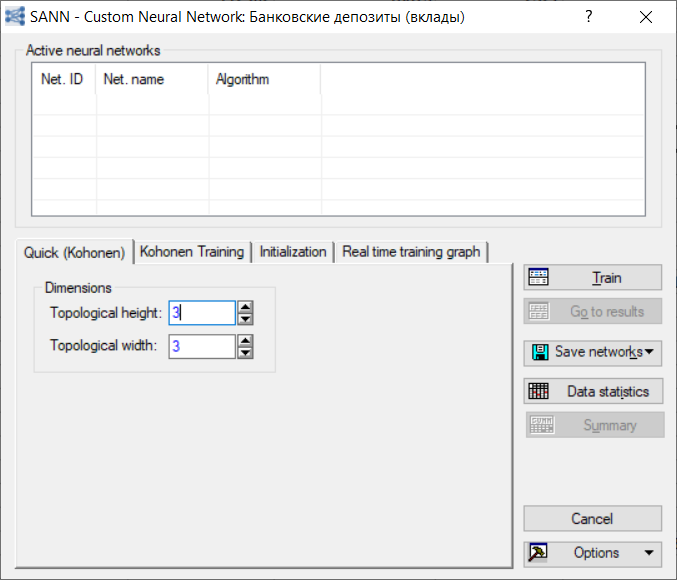 SANN - Custom Neural Network: Банковские депозиты (вклады)
?
Active neural networks
Net. ID Net. name Algorithm
Quick (Kohonen) Kohonen Training Initialization Real time training graph
Dimensions
Topological height: 3
Topological width: 3
Train
Go to results
Save networks
Data statistics
Summary
Cancel
Options